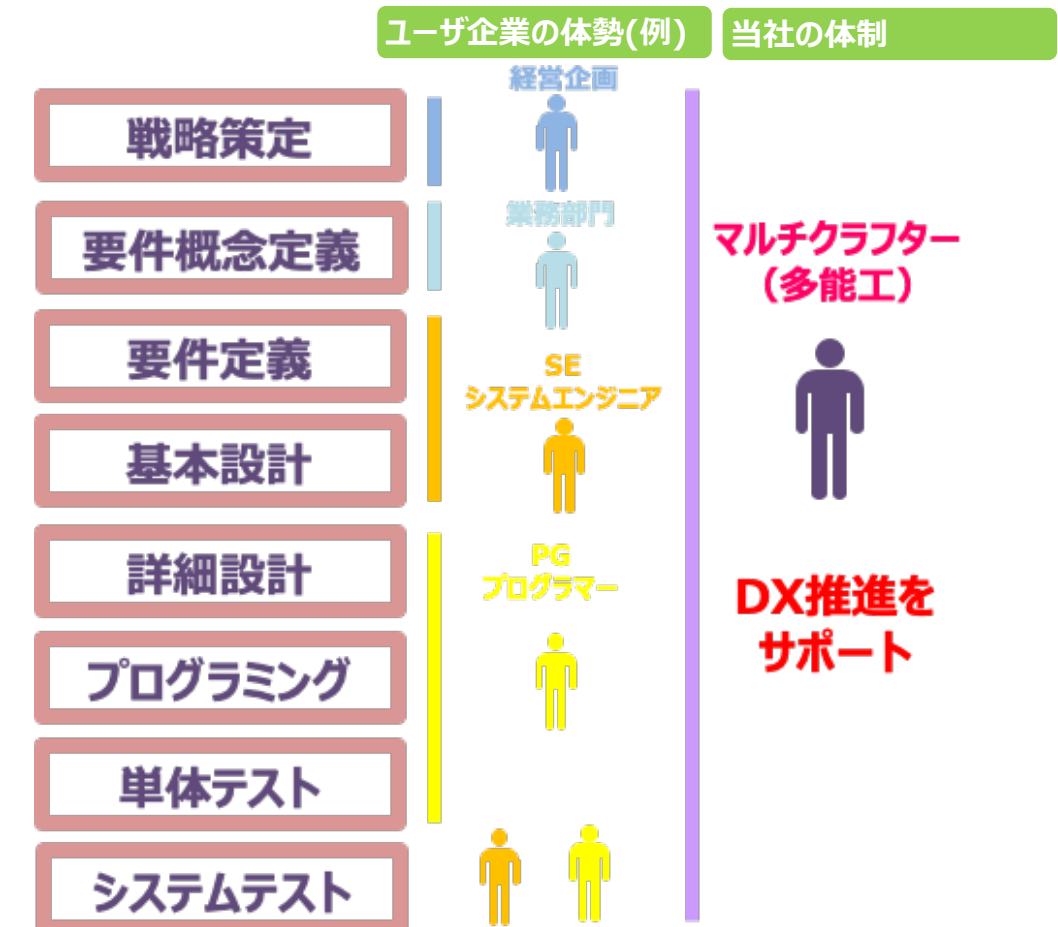 ユーザ企業の体勢(例)
当社の体制
戦略策定
要件概念定義
要件定義
基本設計
詳細設計
プログラミング
単体テスト
システムテスト
経営企画
業務部門
SE
システムエンジニア
PG
プログラマー
マルチクラフター
（多能工）
DX推進を
サポート